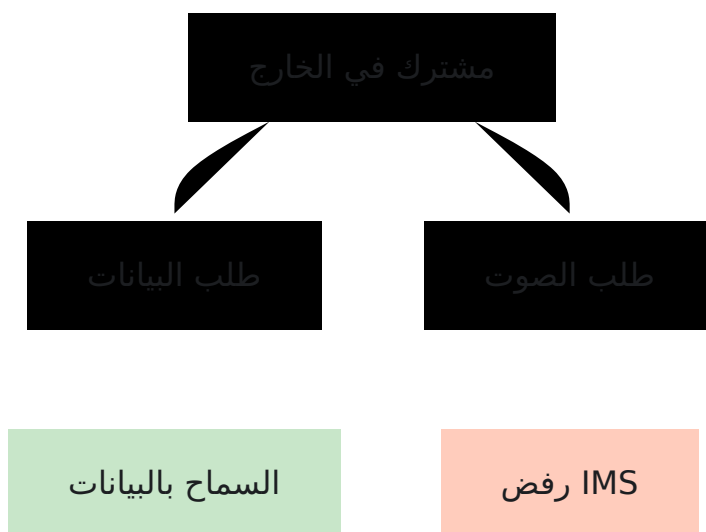 مشترك في الخارج
طلب الصوت
طلب البيانات
رفض IMS
السماح بالبيانات